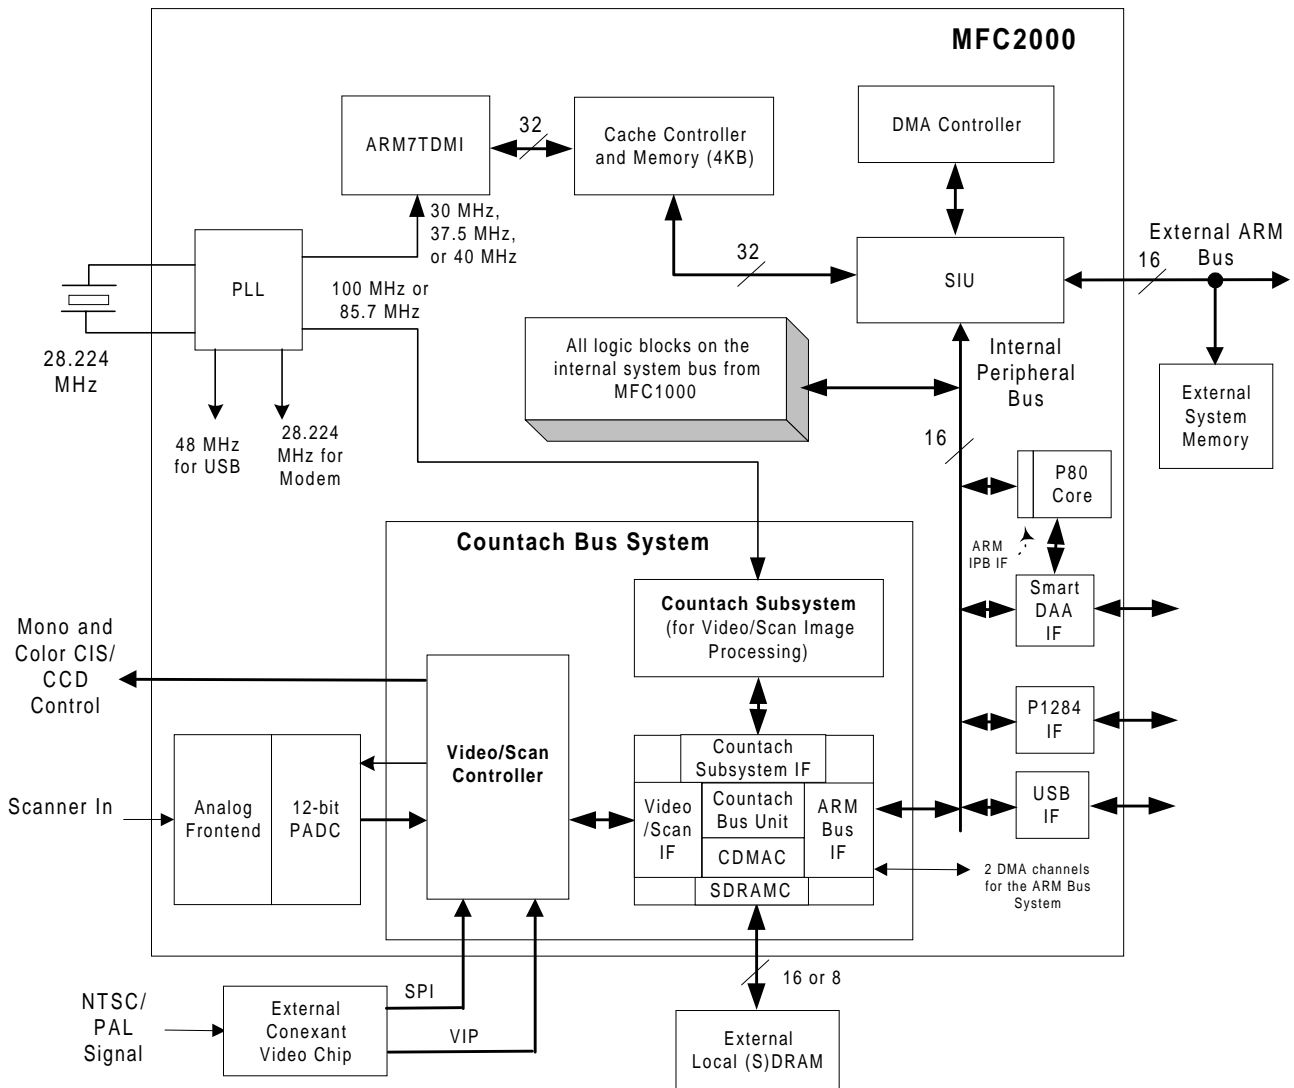 MFC2000
ARM7TDMI
32
Cache Controller
and Memory (4KB)
DMA Controller
30 MHz,
37.5 MHz,
or 40 MHz
PLL
100 MHz or
85.7 MHz
32
SIU
16
External ARM
Bus
28.224
MHz
All logic blocks on the
internal system bus from
MFC1000
Internal
Peripheral
Bus
External
System
Memory
48 MHz
for USB
28.224
MHz for
Modem
16
P80
Core
ARM
IPB IF
Countach Bus System
Countach Subsystem
(for Video/Scan Image
Processing)
Smart
DAA
IF
Mono and
Color CIS/
CCD
Control
Video/Scan
Controller
P1284
IF
Countach
Subsystem IF
Scanner In
Analog
Frontend
12-bit
PADC
Video
/Scan
IF
Countach
Bus Unit
CDMAC
ARM
Bus
IF
SDRAMC
USB
IF
2 DMA channels
for the ARM Bus
System
16 or 8
NTSC/
PAL
Signal
External
Conexant
Video Chip
SPI
VIP
External
Local (S)DRAM